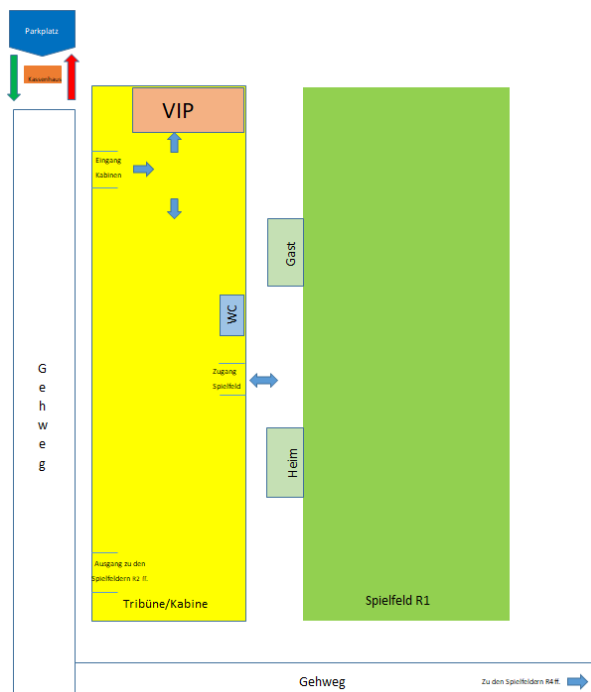 Parkplatz
Kassenhaus
VIP
Eingang
Kabinen
Gast
WC
Zugang
Spielfeld
Gehweg
Heim
Ausgang zu den
Spielfeldern R2 ff.
Tribüne/Kabine
Spielfeld R1
Gehweg
Zu den Spielfeldern R4 ff.